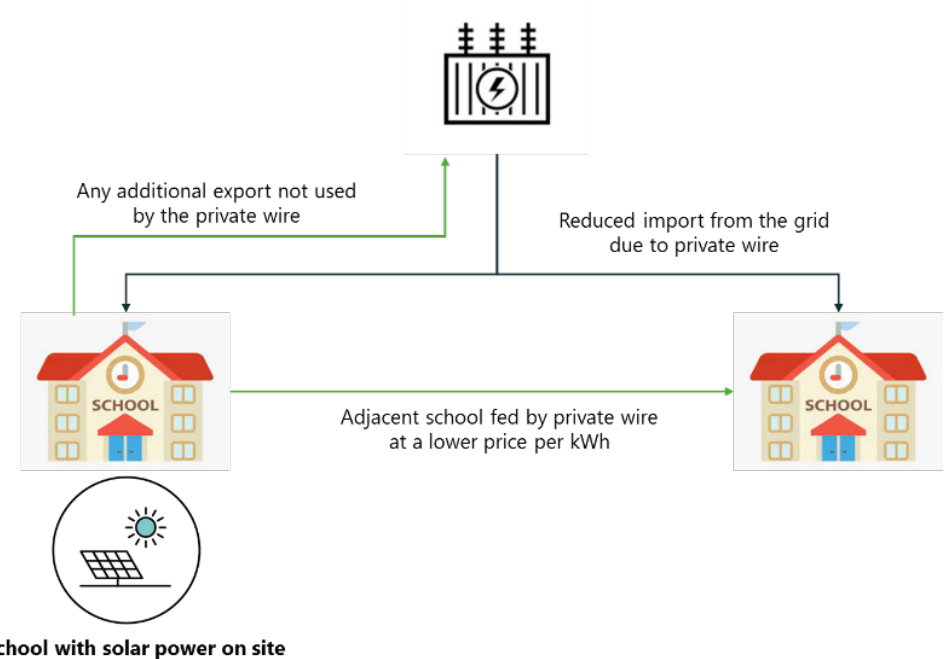 Any additional export not used
by the private wire
Reduced import from the grid
due to private wire
SCHOOL
SCHOOL
Adjacent school fed by private wire
at a lower price per kWh
chool with solar power on site